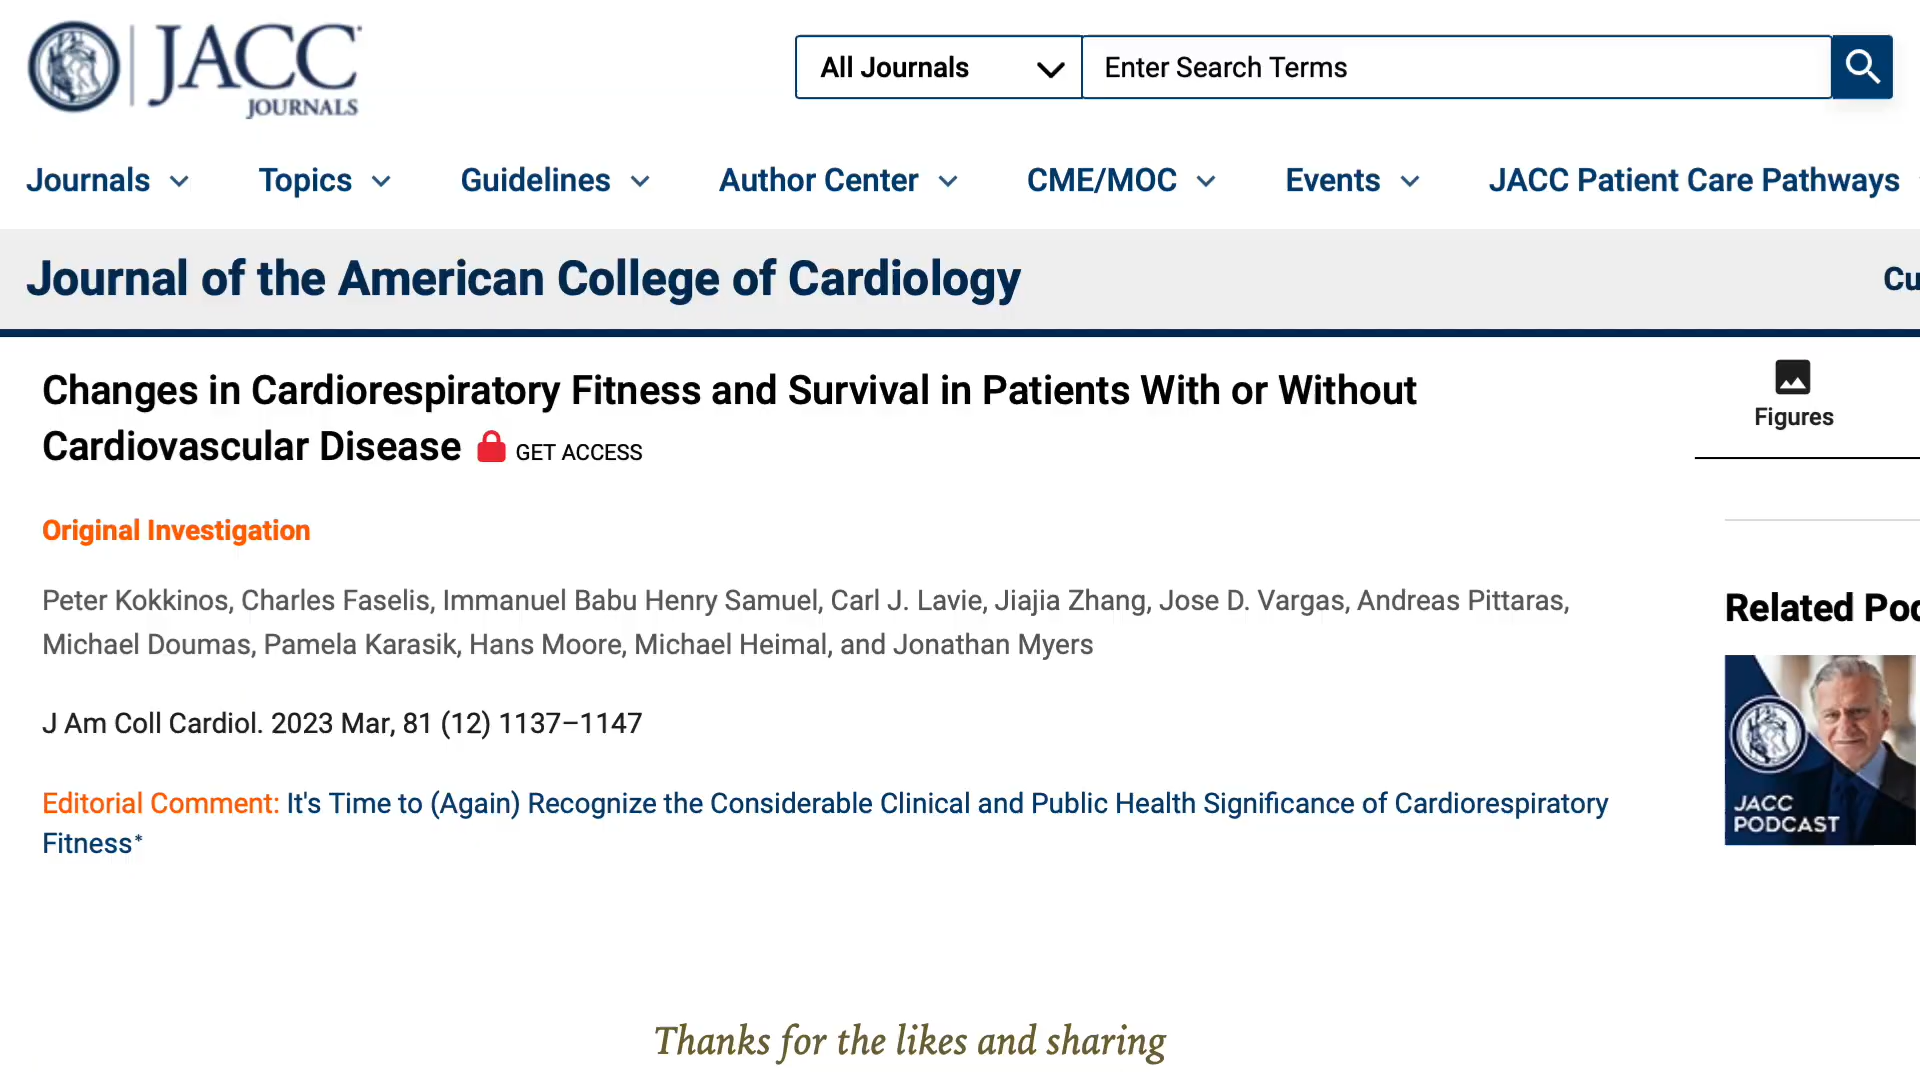 JACC
JOURNALS
All Journals
Enter Search Terms
Journals
Topics
Guidelines
Author Center
CME/MOC
Events
JACC Patient Care Pathways
Journal of the American College of Cardiology
Cu
Changes in Cardiorespiratory Fitness and Survival in Patients With or Without
Cardiovascular Disease GET ACCESS
Figures
Original Investigation
Peter Kokkinos, Charles Faselis, Immanuel Babu Henry Samuel, Carl J. Lavie, Jiajia Zhang, Jose D. Vargas, Andreas Pittaras,
Michael Doumas, Pamela Karasik, Hans Moore, Michael Heimal, and Jonathan Myers
J Am Coll Cardiol. 2023 Mar, 81 (12) 1137–1147
Editorial Comment: It's Time to (Again) Recognize the Considerable Clinical and Public Health Significance of Cardiorespiratory
Fitness*
Related Pod
JACC
PODCAST
Thanks for the likes and sharing